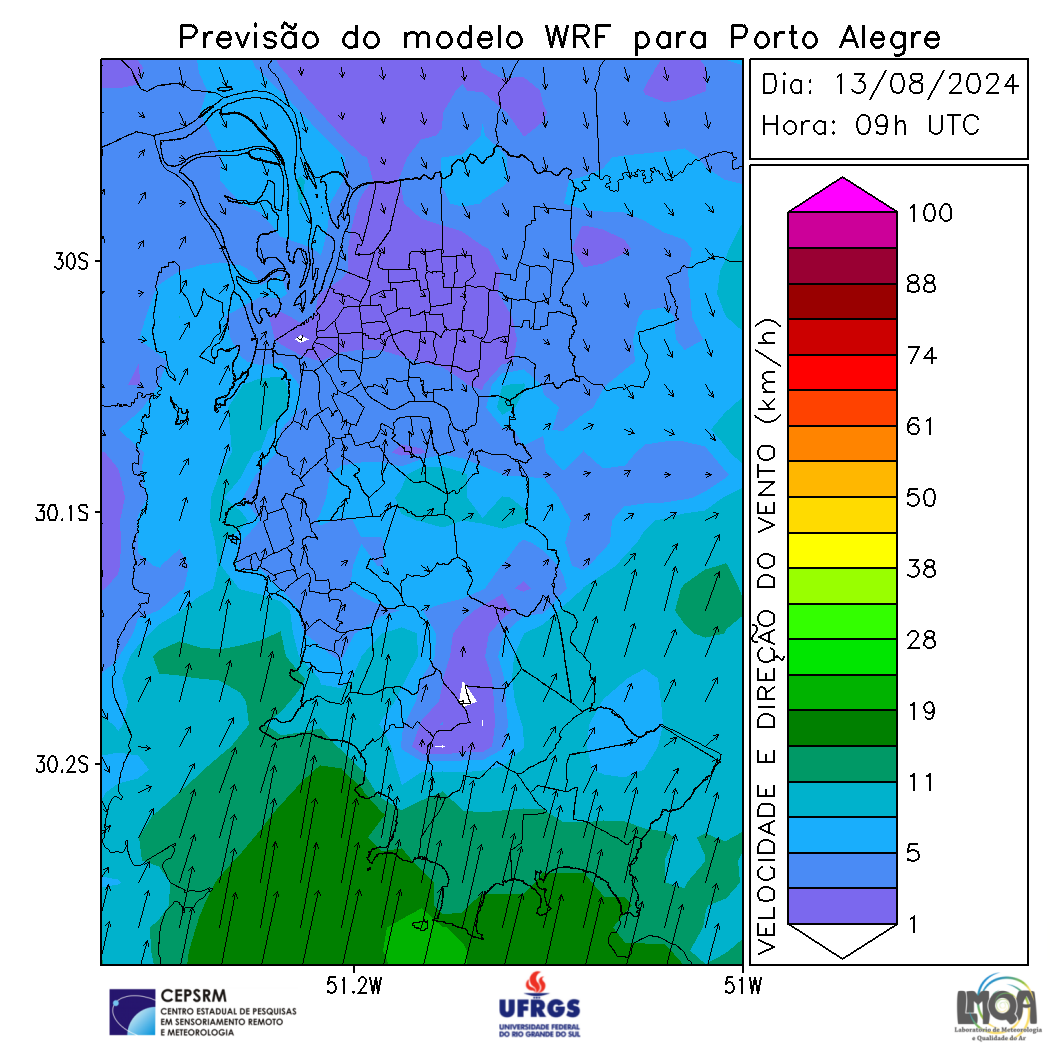 Previsão do modelo WRF para Porto Alegre
Dia: 13/08/2024
Hora: 09h UTC
30S
30.1S
30.2S
51.2W
51W
VELOCIDADE E DIREÇÃO DO VENTO (km/h)
100
88
74
61
50
38
28
19
11
5
1
CEPSRM
CENTRO ESTADUAL DE PESQUISAS
EM SENSORIAMENTO REMOTO
E METEOROLOGIA
UFRGS
UNIVERSIDADE FEDERAL
DO RIO GRANDE DO SUL
LMQA
Laboratório de Meteorologia
e Qualidade do Ar